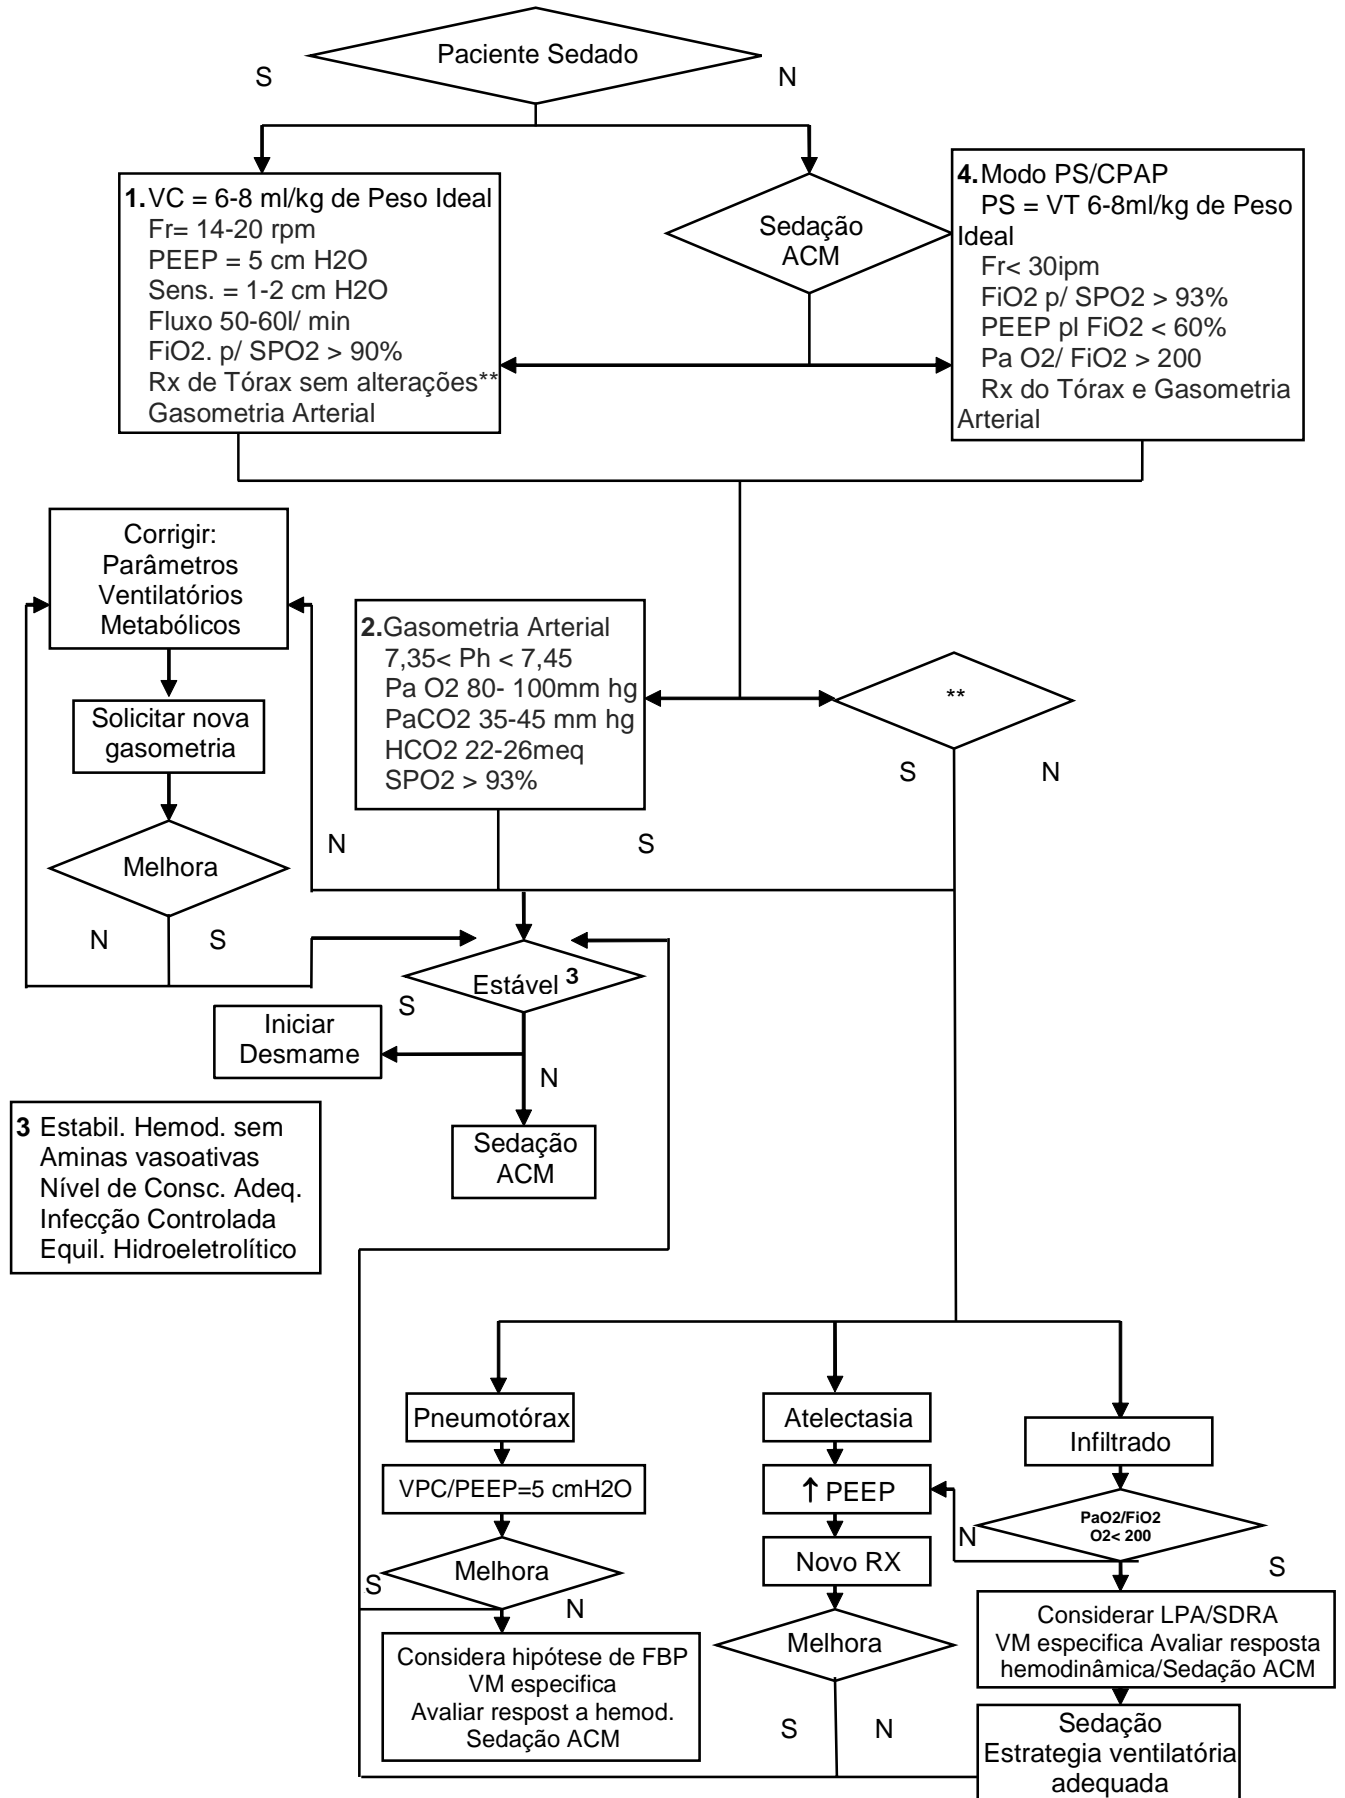 Paciente Sedado
S
N
1.VC = 6-8 ml/kg de Peso Ideal
Fr= 14-20 rpm
PEEP = 5 cm H2O
Sens. = 1-2 cm H2O
Fluxo 50-60l/ min
FiO2. p/ SPO2 > 90%
Rx de Tórax sem alterações**
Gasometria Arterial
Sedação
ACM
4.Modo PS/CPAP
PS = VT 6-8ml/kg de Peso
Ideal
Fr< 30ipm
FiO2 p/ SPO2 > 93%
PEEP pl FiO2 < 60%
Pa O2/ FiO2 > 200
Rx do Tórax e Gasometria
Arterial
Corrigir:
Parâmetros
Ventilatórios
Metabólicos
Solicitar nova
gasometria
Melhora
N
S
2.Gasometria Arterial
7,35< Ph < 7,45
Pa O2 80- 100mm hg
PaCO2 35-45 mm hg
HCO2 22-26meq
SPO2 > 93%
**
S
N
N
S
Estável 3
S
Iniciar
Desmame
N
Sedação
ACM
3 Estabil. Hemod. sem
Aminas vasoativas
Nível de Consc. Adeq.
Infecção Controlada
Equil. Hidroeletrolítico
Pneumotórax
VPC/PEEP=5 cmH2O
Melhora
S
N
Considera hipótese de FBP
VM especifica
Avaliar respost a hemod.
Sedação ACM
Atelectasia
↑ PEEP
Novo RX
Melhora
S
N
Infiltrado
PaO2/FiO2
O2< 200
N
S
Considerar LPA/SDRA
VM especifica Avaliar resposta
hemodinâmica/Sedação ACM
Sedação
Estrategia ventilatória
adequada